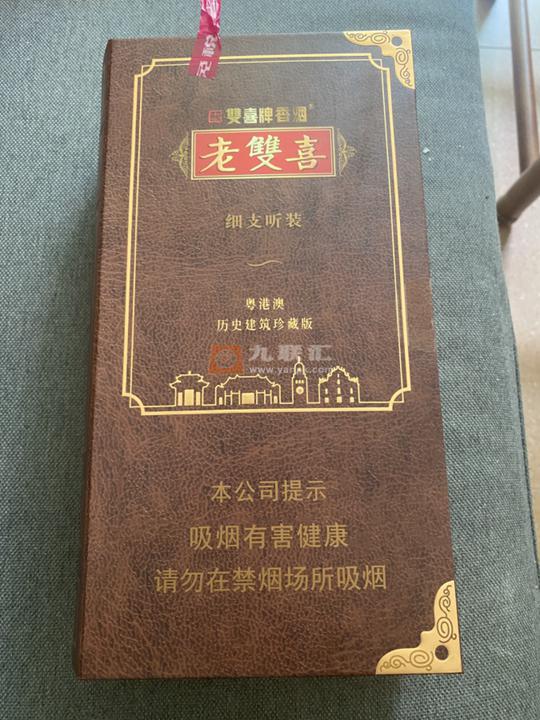 雙喜牌香烟®
老雙喜
细支听装
粤港澳
历史建筑珍藏版
九联汇
本公司提示
吸烟有害健康
请勿在禁烟场所吸烟